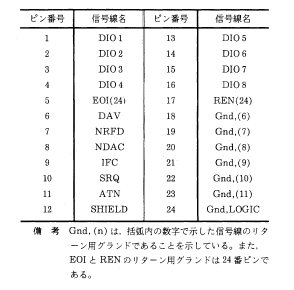 ピン番号 信号線名 ピン番号 信号線名
1 DIO 1 13 DIO 5
2 DIO 2 14 DIO 6
3 DIO 3 15 DIO 7
4 DIO 4 16 DIO 8
5 EOI(24) 17 REN(24)
6 DAV 18 Gnd,(6)
7 NRFD 19 Gnd,(7)
8 NDAC 20 Gnd,(8)
9 IFC 21 Gnd,(9)
10 SRQ 22 Gnd,(10)
11 ATN 23 Gnd,(11)
12 SHIELD 24 Gnd,LOGIC
備考 Gnd,(n)は，括弧内の数字で示した信号線のリタ
ーン用グランドであることを示している。また，
EOIとRENのリターン用グランドは24番ピンで
ある。